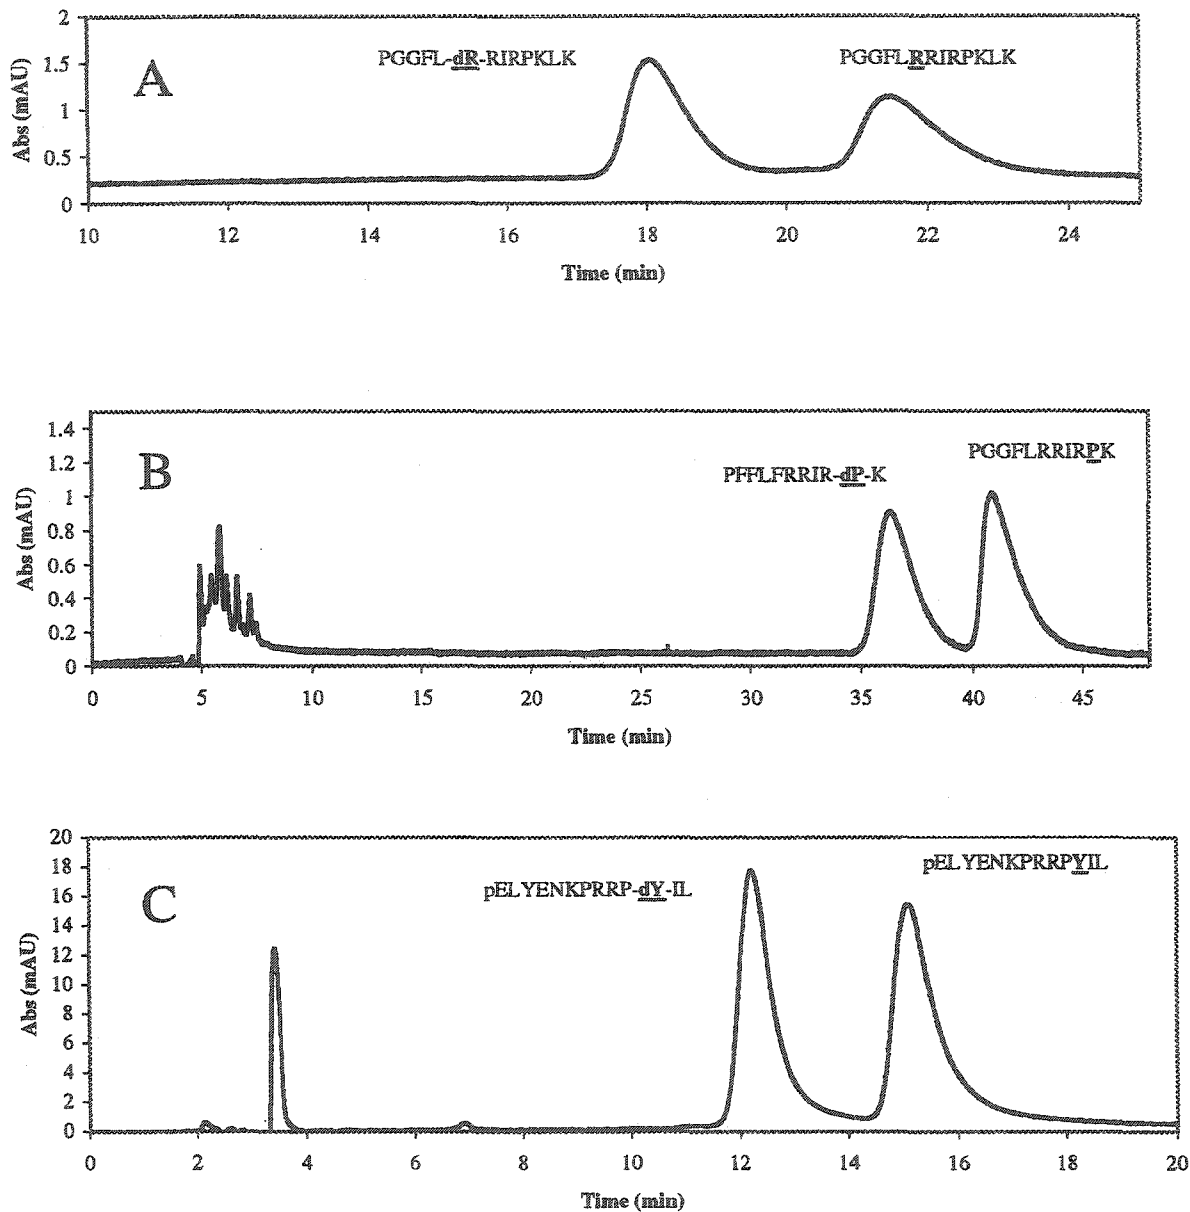 2
1.5
1
0.5
0
Abs (mAU)
A
PGGFL-dR-RIRPKLK
PGGFLRRIRPKLK
10 12 14 16 18 20 22 24
Time (min)
1.4
1.2
1
0.8
0.6
0.4
0.2
0
Abs (mAU)
B
PGGFLRRIRPK
PFFLFRRIR-dP-K
0 5 10 15 20 25 30 35 40 45
Time (min)
20
18
16
14
12
10
8
6
4
2
0
Abs (mAU)
C
pELYENKPRRP-dY-IL
pELYENKPRRPYIL
0 2 4 6 8 10 12 14 16 18 20
Time (min)